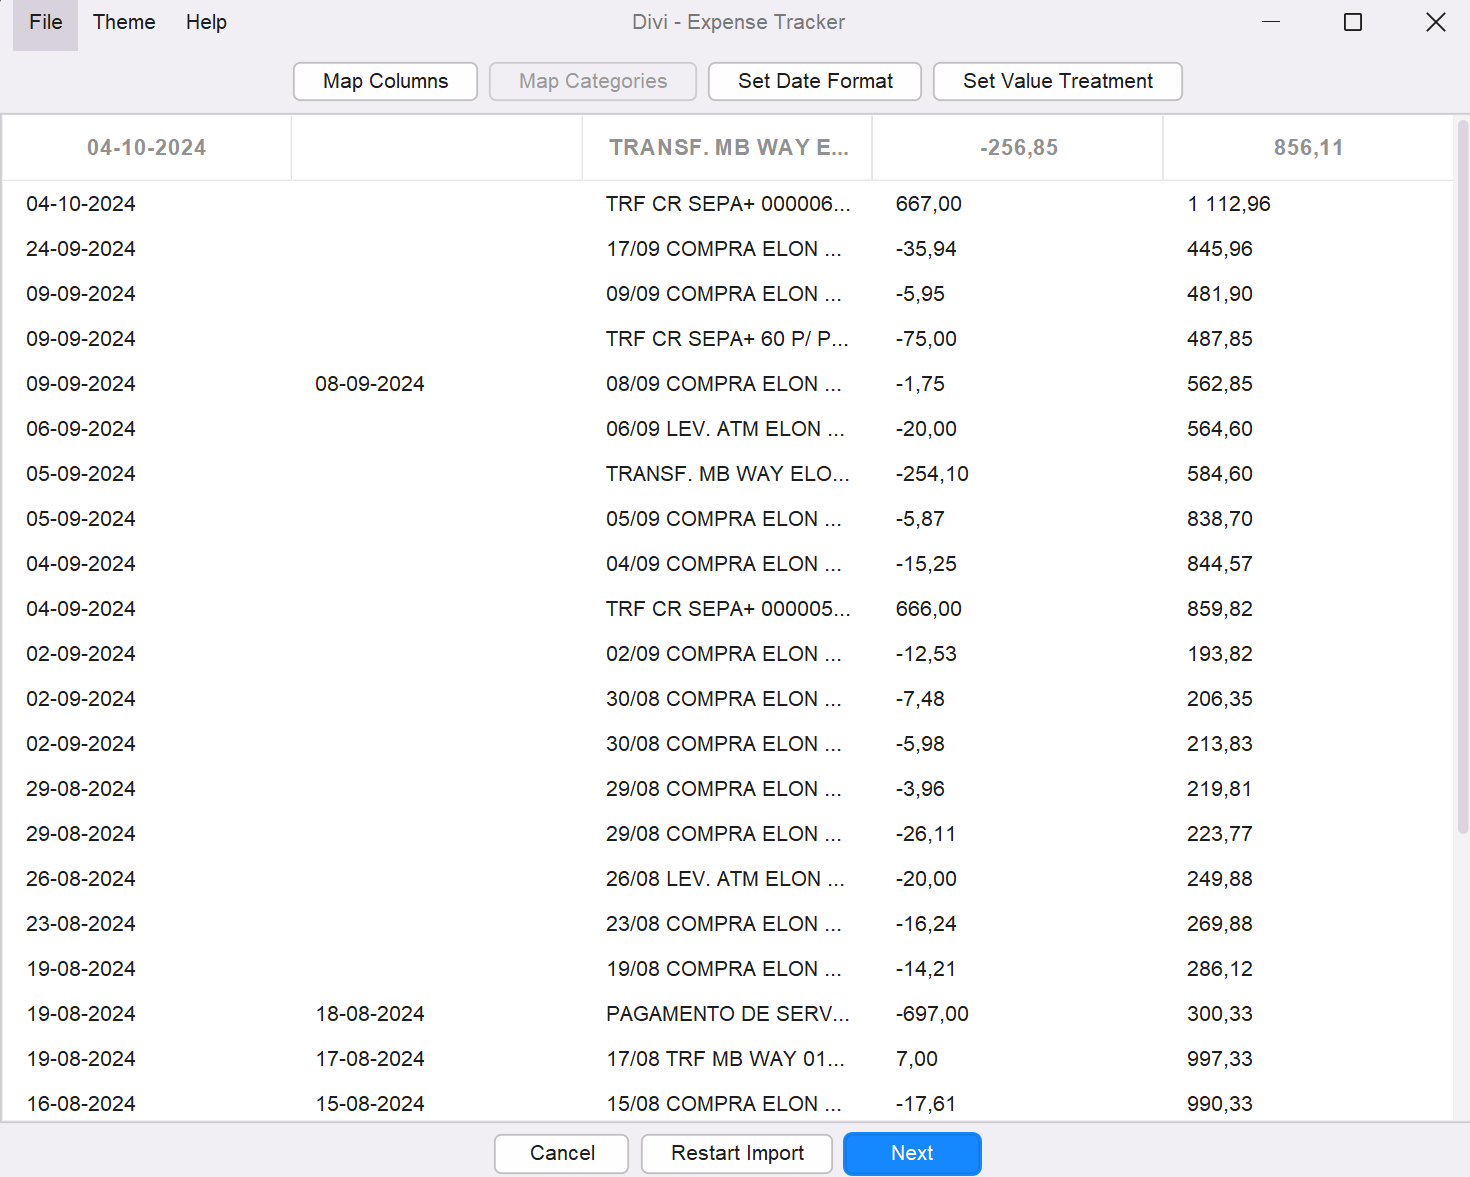 File Theme Help Divi - Expense Tracker
Map Columns Map Categories Set Date Format Set Value Treatment
04-10-2024 TRANSF. MB WAY E... -256,85 856,11
04-10-2024 TRF CR SEPA+ 000006... 667,00 1 112,96
24-09-2024 17/09 COMPRA ELON ... -35,94 445,96
09-09-2024 09/09 COMPRA ELON ... -5,95 481,90
09-09-2024 TRF CR SEPA+ 60 P/ P... -75,00 487,85
09-09-2024 08-09-2024 08/09 COMPRA ELON ... -1,75 562,85
06-09-2024 06/09 LEV. ATM ELON ... -20,00 564,60
05-09-2024 TRANSF. MB WAY ELO... -254,10 584,60
05-09-2024 05/09 COMPRA ELON ... -5,87 838,70
04-09-2024 04/09 COMPRA ELON ... -15,25 844,57
04-09-2024 TRF CR SEPA+ 000005... 666,00 859,82
02-09-2024 02/09 COMPRA ELON ... -12,53 193,82
02-09-2024 30/08 COMPRA ELON ... -7,48 206,35
02-09-2024 30/08 COMPRA ELON ... -5,98 213,83
29-08-2024 29/08 COMPRA ELON ... -3,96 219,81
29-08-2024 29/08 COMPRA ELON ... -26,11 223,77
26-08-2024 26/08 LEV. ATM ELON ... -20,00 249,88
23-08-2024 23/08 COMPRA ELON ... -16,24 269,88
19-08-2024 19/08 COMPRA ELON ... -14,21 286,12
19-08-2024 18-08-2024 PAGAMENTO DE SERV... -697,00 300,33
19-08-2024 17-08-2024 17/08 TRF MB WAY 01... 7,00 997,33
16-08-2024 15-08-2024 15/08 COMPRA ELON ... -17,61 990,33
Cancel Restart Import Next